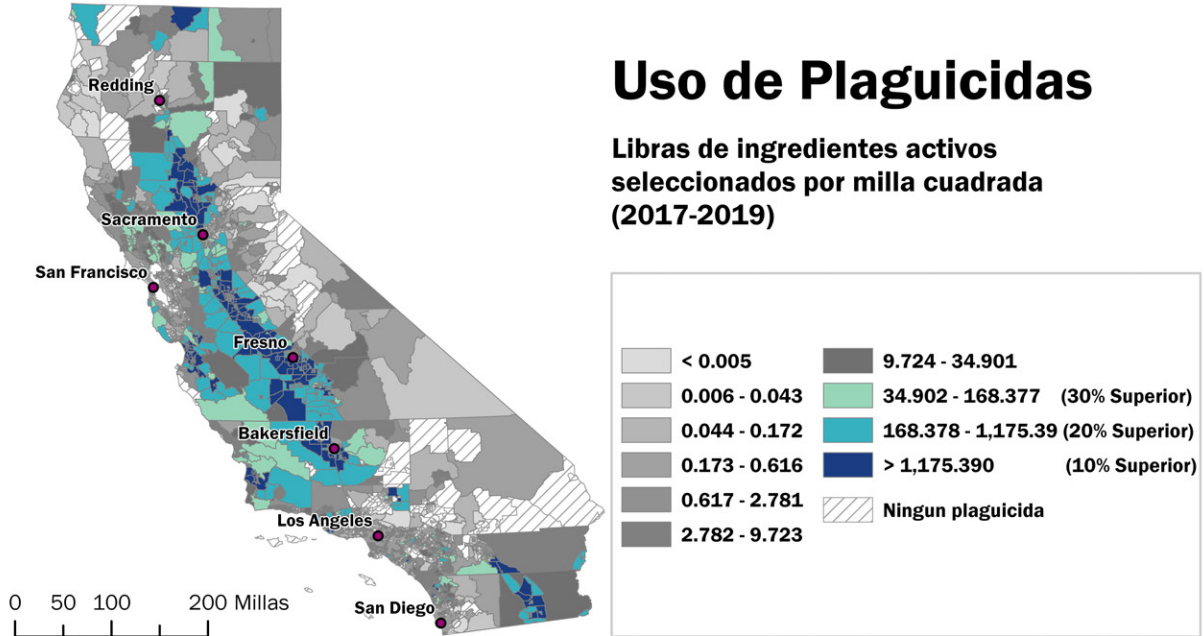 Uso de Plaguicidas
Libras de ingredientes activos
seleccionados por milla cuadrada
(2017-2019)
Redding
Sacramento
San Francisco
Fresno
Bakersfield
Los Angeles
San Diego
0 50 100 200 Millas
< 0.005
0.006 - 0.043
0.044 - 0.172
0.173 - 0.616
0.617 - 2.781
2.782 - 9.723
9.724 - 34.901
34.902 - 168.377 (30% Superior)
168.378 - 1,175.39 (20% Superior)
> 1,175.390 (10% Superior)
Ningun plaguicida